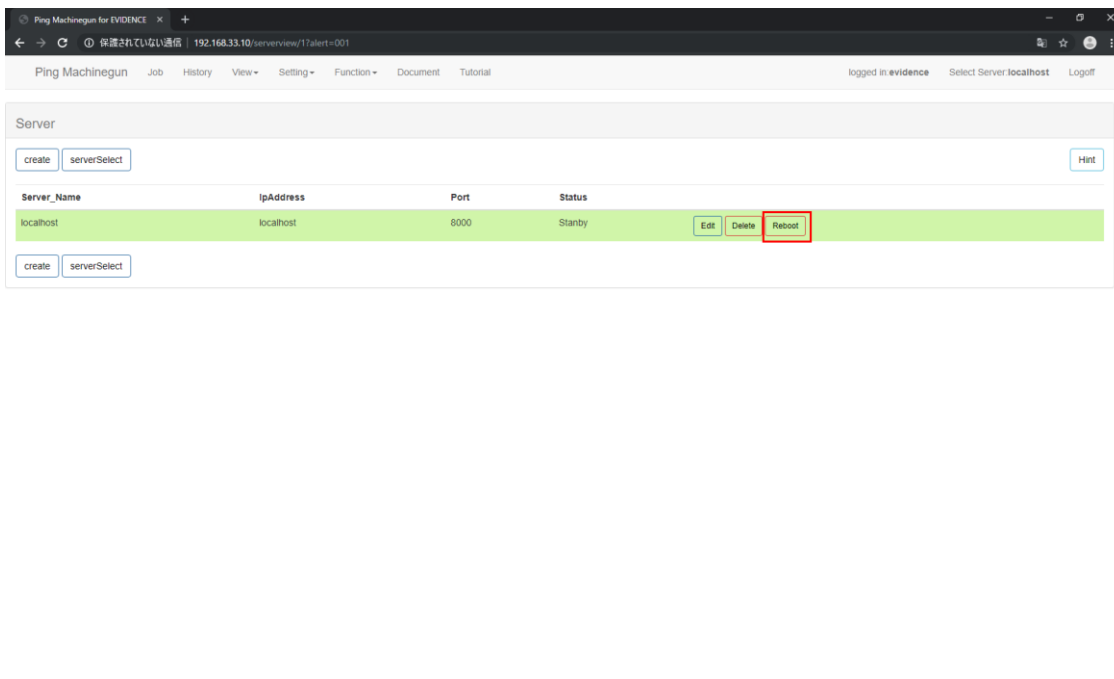 Ping Machinegun for EVIDENCE
保護されていない通信 | 192.168.33.10/serverview/1?alert=001
Ping Machinegun Job History View Setting Function Document Tutorial logged in:evidence Select Server:localhost Logoff
Server
create serverSelect Hint
Server_Name IpAddress Port Status
localhost localhost 8000 Stanby Edit Delete Reboot
create serverSelect